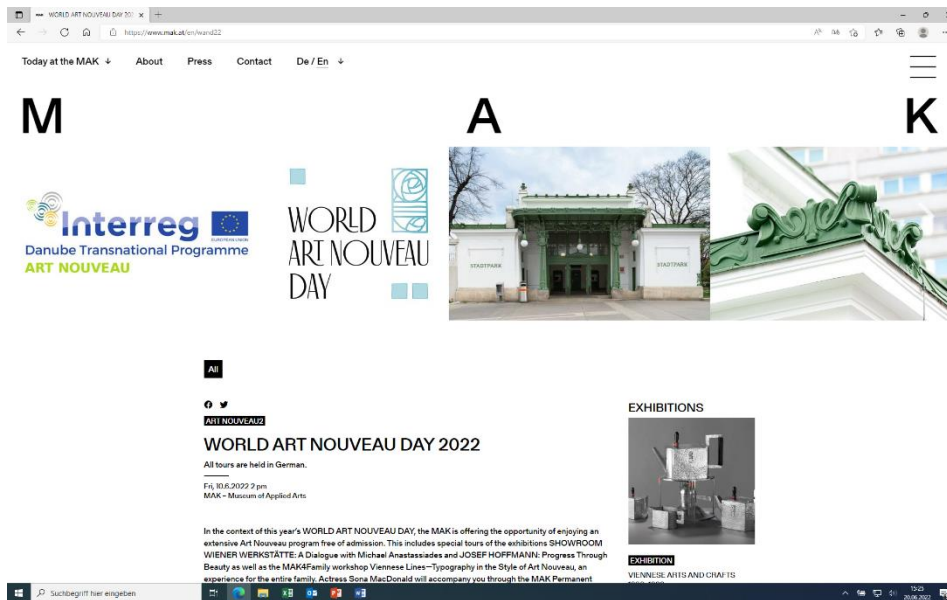 WORLD ART NOUVEAU DAY 202
https://www.mak.at/en/wand22
Today at the MAK ↓ About Press Contact De / En ↓
M A K
Interreg
EUROPEAN UNION
Danube Transnational Programme
ART NOUVEAU
WORLD
ART NOUVEAU
DAY
STADTPARK
STADTPARK
All
ART NOUVEAU2
WORLD ART NOUVEAU DAY 2022
All tours are held in German.
Fri, 10.6.2022 2 pm
MAK – Museum of Applied Arts
In the context of this year's WORLD ART NOUVEAU DAY, the MAK is offering the opportunity of enjoying an
extensive Art Nouveau program free of admission. This includes special tours of the exhibitions SHOWROOM
WIENER WERKSTÄTTE: A Dialogue with Michael Anastassiades and JOSEF HOFFMANN: Progress Through
Beauty as well as the MAK4Family workshop Viennese Lines—Typography in the Style of Art Nouveau, an
experience for the entire family. Actress Sona MacDonald will accompany you through the MAK Permanent
EXHIBITIONS
EXHIBITION
VIENNESE ARTS AND CRAFTS
Suchbegriff hier eingeben
15:23
20.06.2022